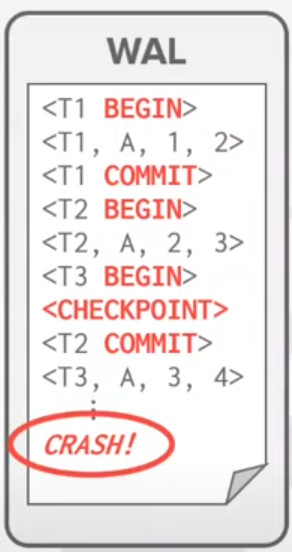 WAL
<T1 BEGIN>
<T1, A, 1, 2>
<T1 COMMIT>
<T2 BEGIN>
<T2, A, 2, 3>
<T3 BEGIN>
<CHECKPOINT>
<T2 COMMIT>
<T3, A, 3, 4>
⋮
CRASH!